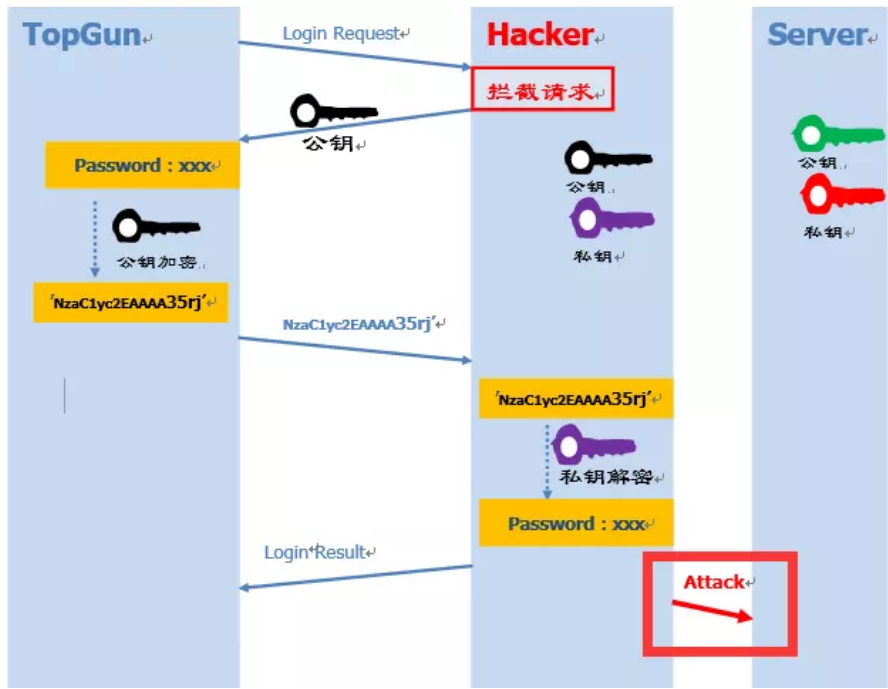 TopGun
Login Request
Hacker
Server
拦截请求
公钥
Password : xxx
公钥
公钥
私钥
私钥
公钥加密
'NzaC1yc2EAAAA35rj'
NzaC1yc2EAAAA35rj'
'NzaC1yc2EAAAA35rj'
私钥解密
Password : xxx
Login Result
Attack